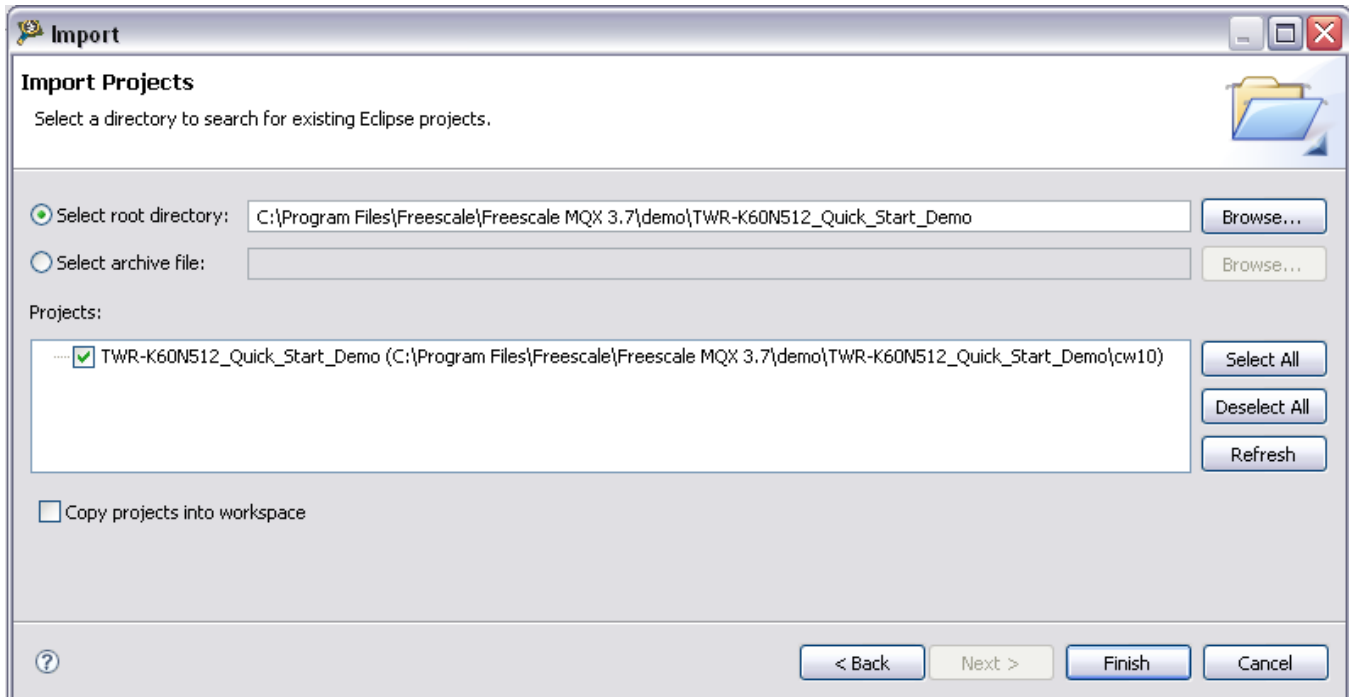 Import
Import Projects
Select a directory to search for existing Eclipse projects.
Select root directory: C:\Program Files\Freescale\Freescale MQX 3.7\demo\TWR-K60N512_Quick_Start_Demo Browse...
Select archive file: Browse...
Projects:
TWR-K60N512_Quick_Start_Demo (C:\Program Files\Freescale\Freescale MQX 3.7\demo\TWR-K60N512_Quick_Start_Demo\cw10) Select All
Deselect All
Refresh
Copy projects into workspace
? < Back Next > Finish Cancel